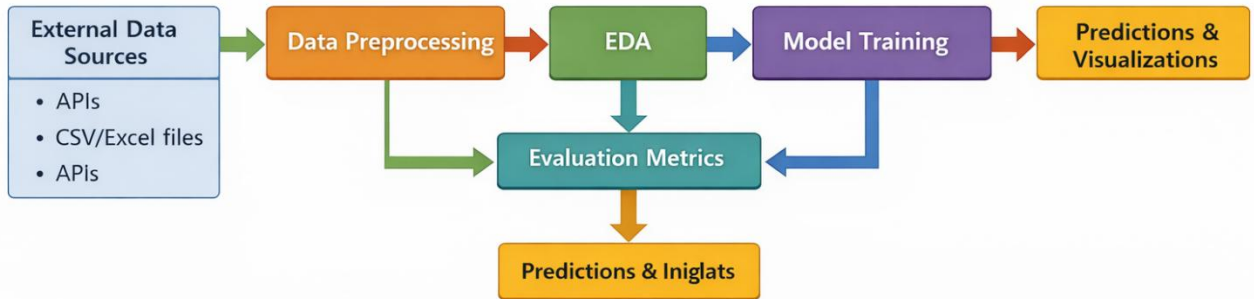 External Data
Sources
• APIs
• CSV/Excel files
• APIs
Data Preprocessing
EDA
Model Training
Predictions &
Visualizations
Evaluation Metrics
Predictions & Iniglats